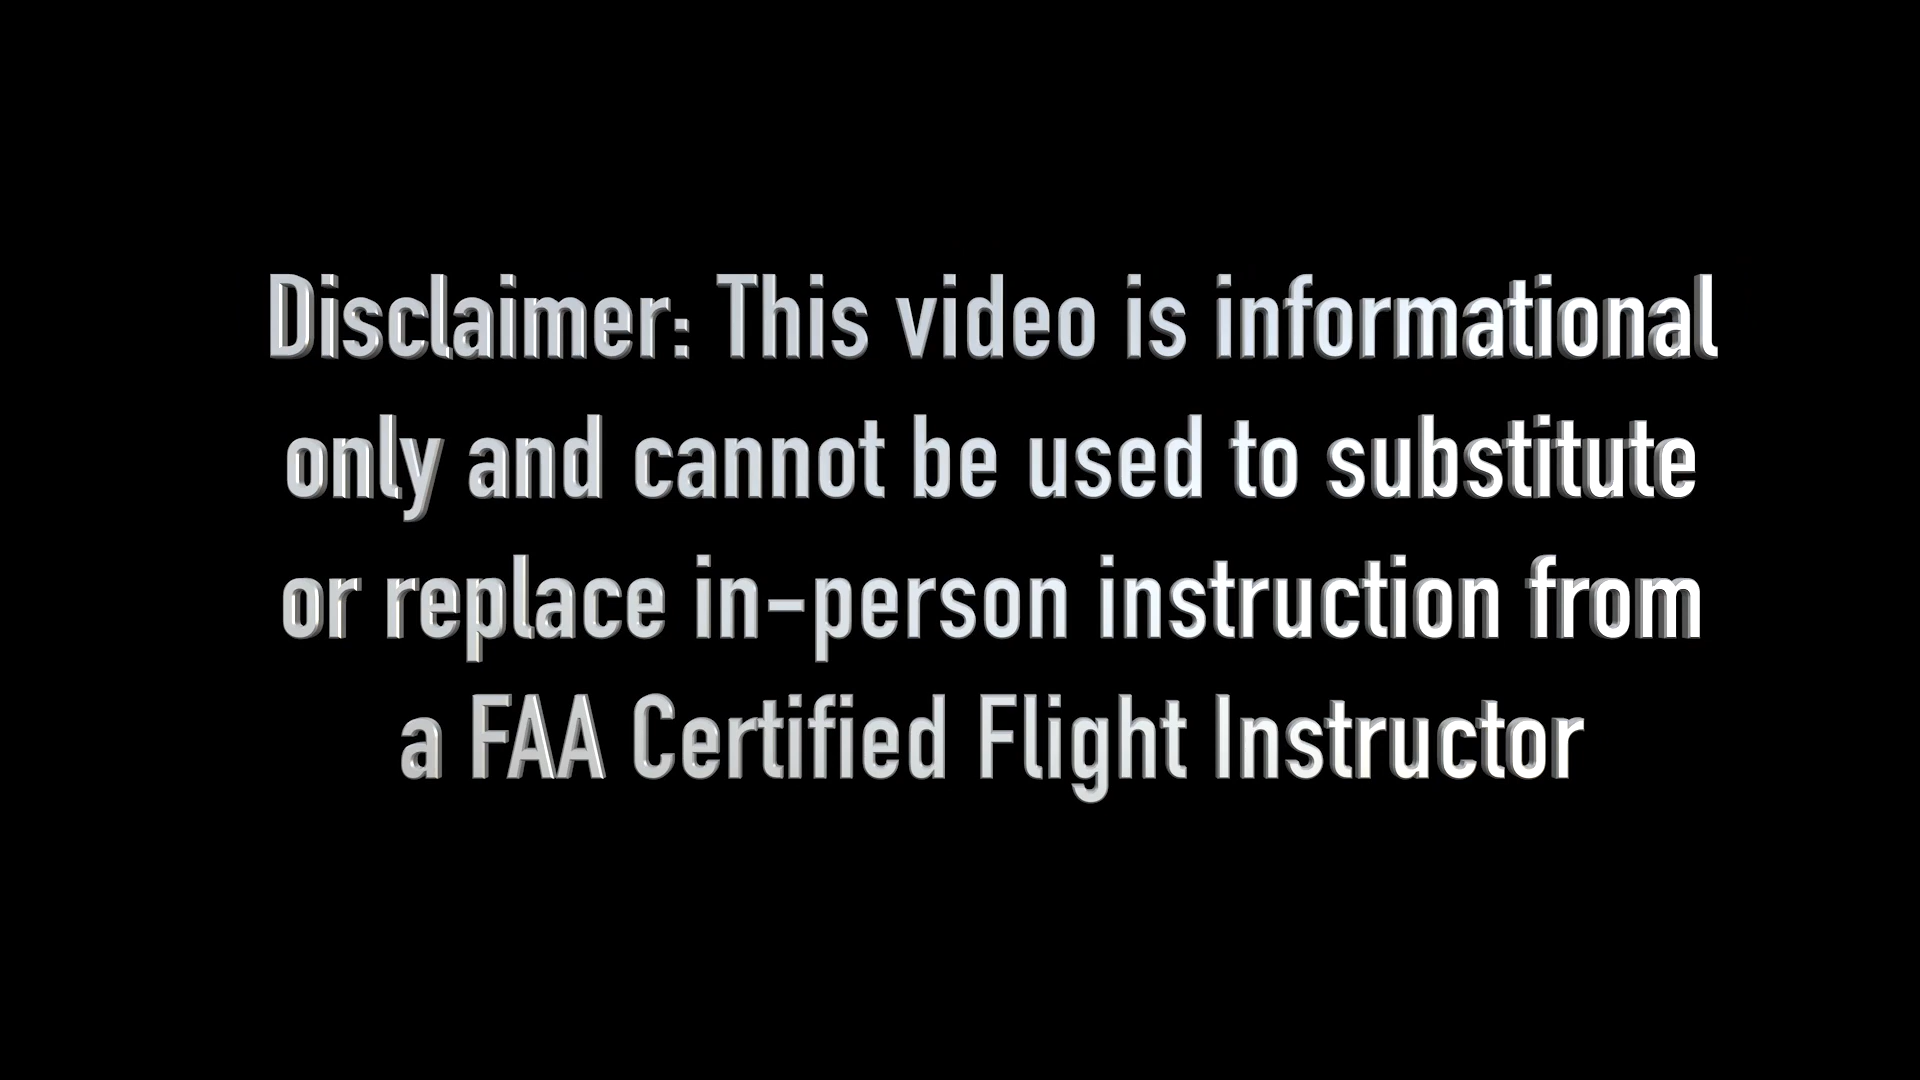 Disclaimer: This video is informational
only and cannot be used to substitute
or replace in-person instruction from
a FAA Certified Flight Instructor